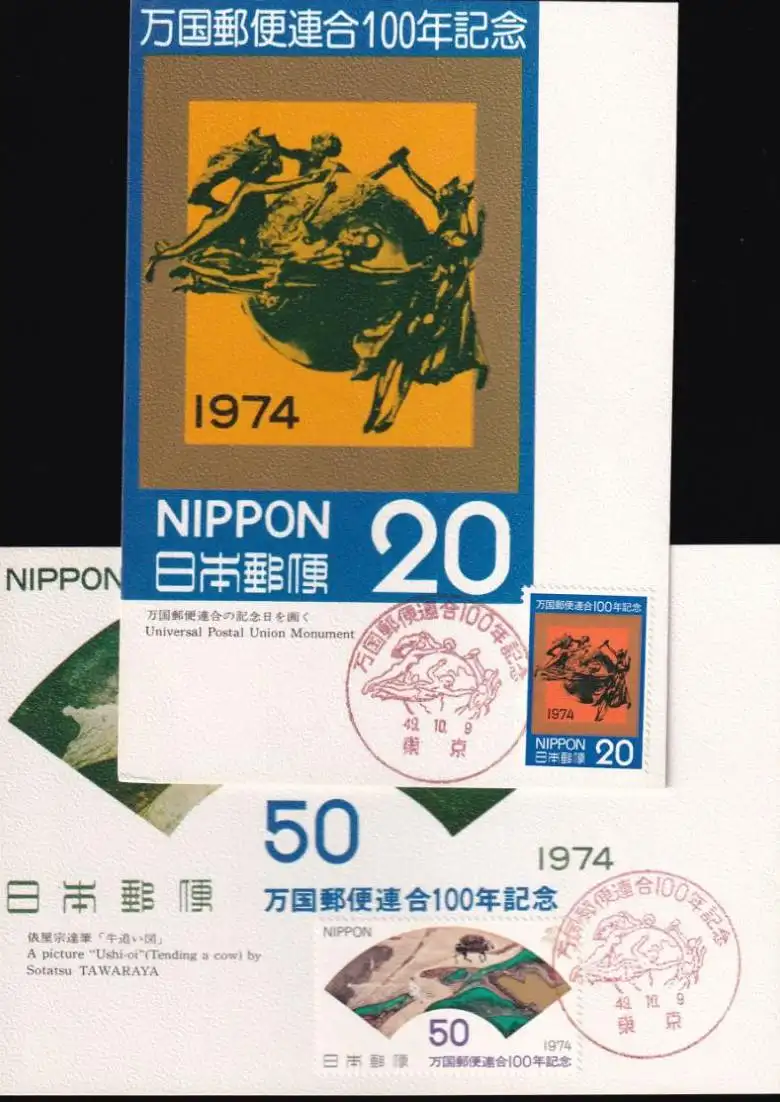 万国郵便連合100年記念
1974
NIPPON
日本郵便
20
万国郵便連合の記念日を画く
Universal Postal Union Monument
万国郵便連合100年記念
49.10.9
東京
万国郵便連合100年記念
1974
NIPPON
日本郵便
20
NIPPON
50
1974
日本郵便
万国郵便連合100年記念
俵屋宗達筆「牛追い図」
A picture "Ushi-oi"(Tending a cow) by
Sotatsu TAWARAYA
NIPPON
50
1974
日本郵便
万国郵便連合100年記念
万国郵便連合100年記念
49.10.9
東京